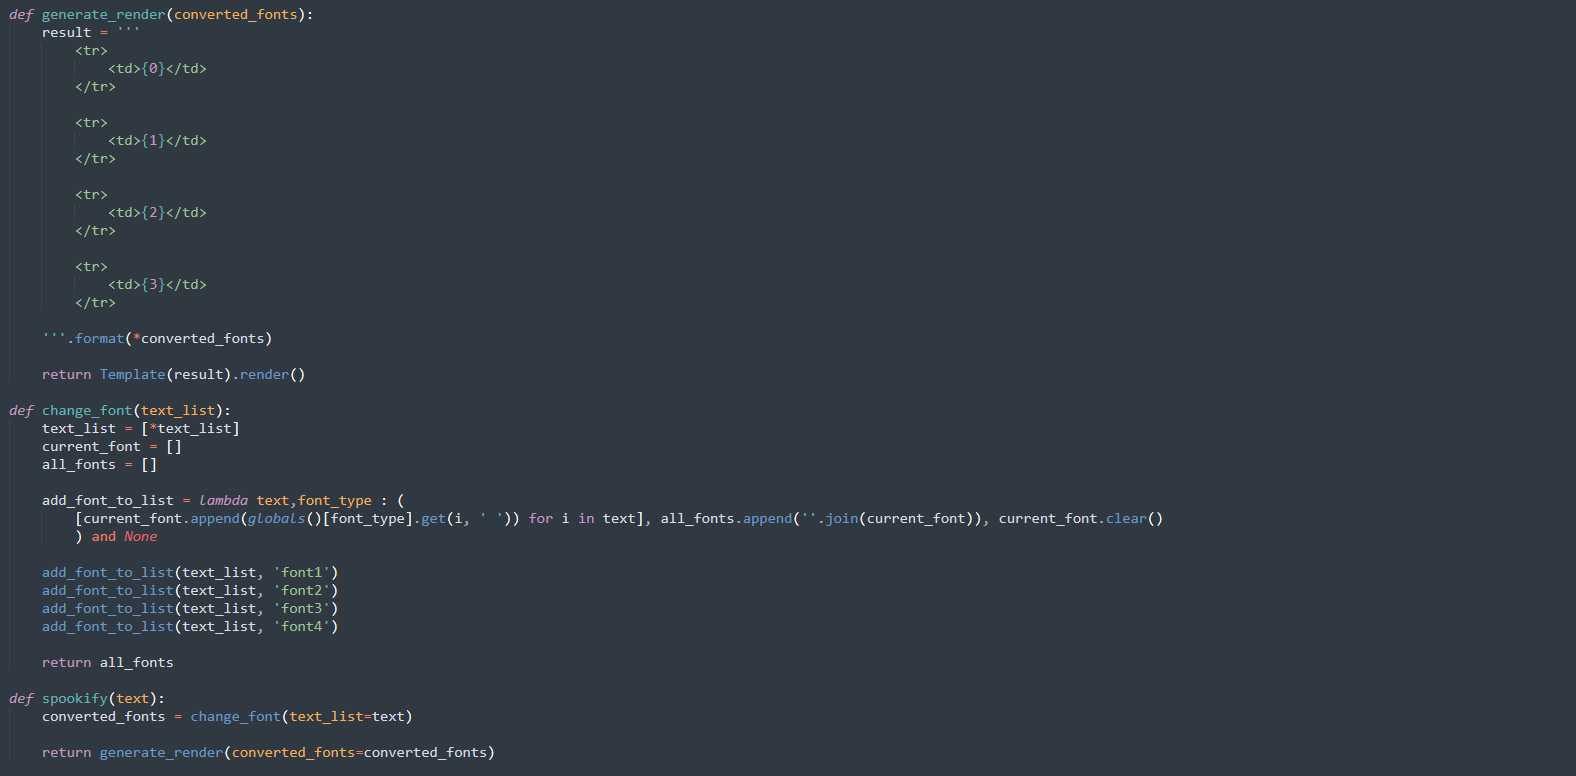 def generate_render(converted_fonts):
    result = '''
        <tr>
            <td>{0}</td>
        </tr>

        <tr>
            <td>{1}</td>
        </tr>

        <tr>
            <td>{2}</td>
        </tr>

        <tr>
            <td>{3}</td>
        </tr>

    '''.format(*converted_fonts)

    return Template(result).render()

def change_font(text_list):
    text_list = [*text_list]
    current_font = []
    all_fonts = []

    add_font_to_list = lambda text,font_type : (
        [current_font.append(globals()[font_type].get(i, ' ')) for i in text], all_fonts.append(''.join(current_font)), current_font.clear()
        ) and None

    add_font_to_list(text_list, 'font1')
    add_font_to_list(text_list, 'font2')
    add_font_to_list(text_list, 'font3')
    add_font_to_list(text_list, 'font4')

    return all_fonts

def spookify(text):
    converted_fonts = change_font(text_list=text)

    return generate_render(converted_fonts=converted_fonts)